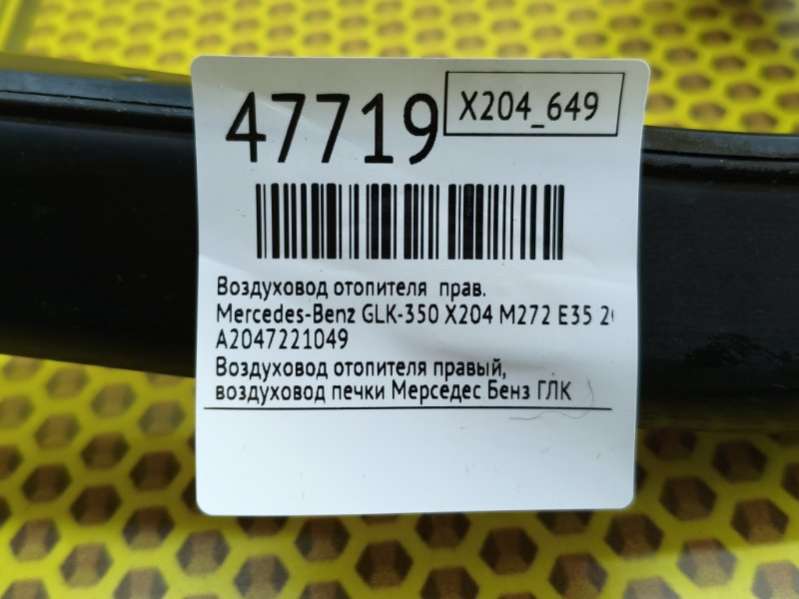 47719
X204_649
Воздуховод отопителя прав.
Mercedes-Benz GLK-350 X204 M272 E35
A2047221049
Воздуховод отопителя правый,
воздуховод печки Мерседес Бенз ГЛК